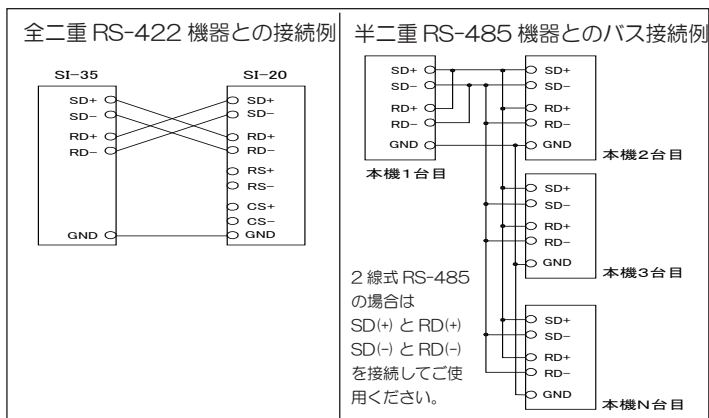 全二重 RS-422 機器との接続例
SI-35
SI-20
SD+
SD-
RD+
RD-
GND
SD+
SD-
RD+
RD-
RS+
RS-
CS+
CS-
GND
半二重 RS-485 機器とのバス接続例
SD+
SD-
RD+
RD-
GND
本機1台目
SD+
SD-
RD+
RD-
GND
本機2台目
SD+
SD-
RD+
RD-
GND
本機3台目
SD+
SD-
RD+
RD-
GND
本機N台目
2線式 RS-485
の場合は
SD(+) と RD(+)
SD(-) と RD(-)
を接続してご使
用ください。